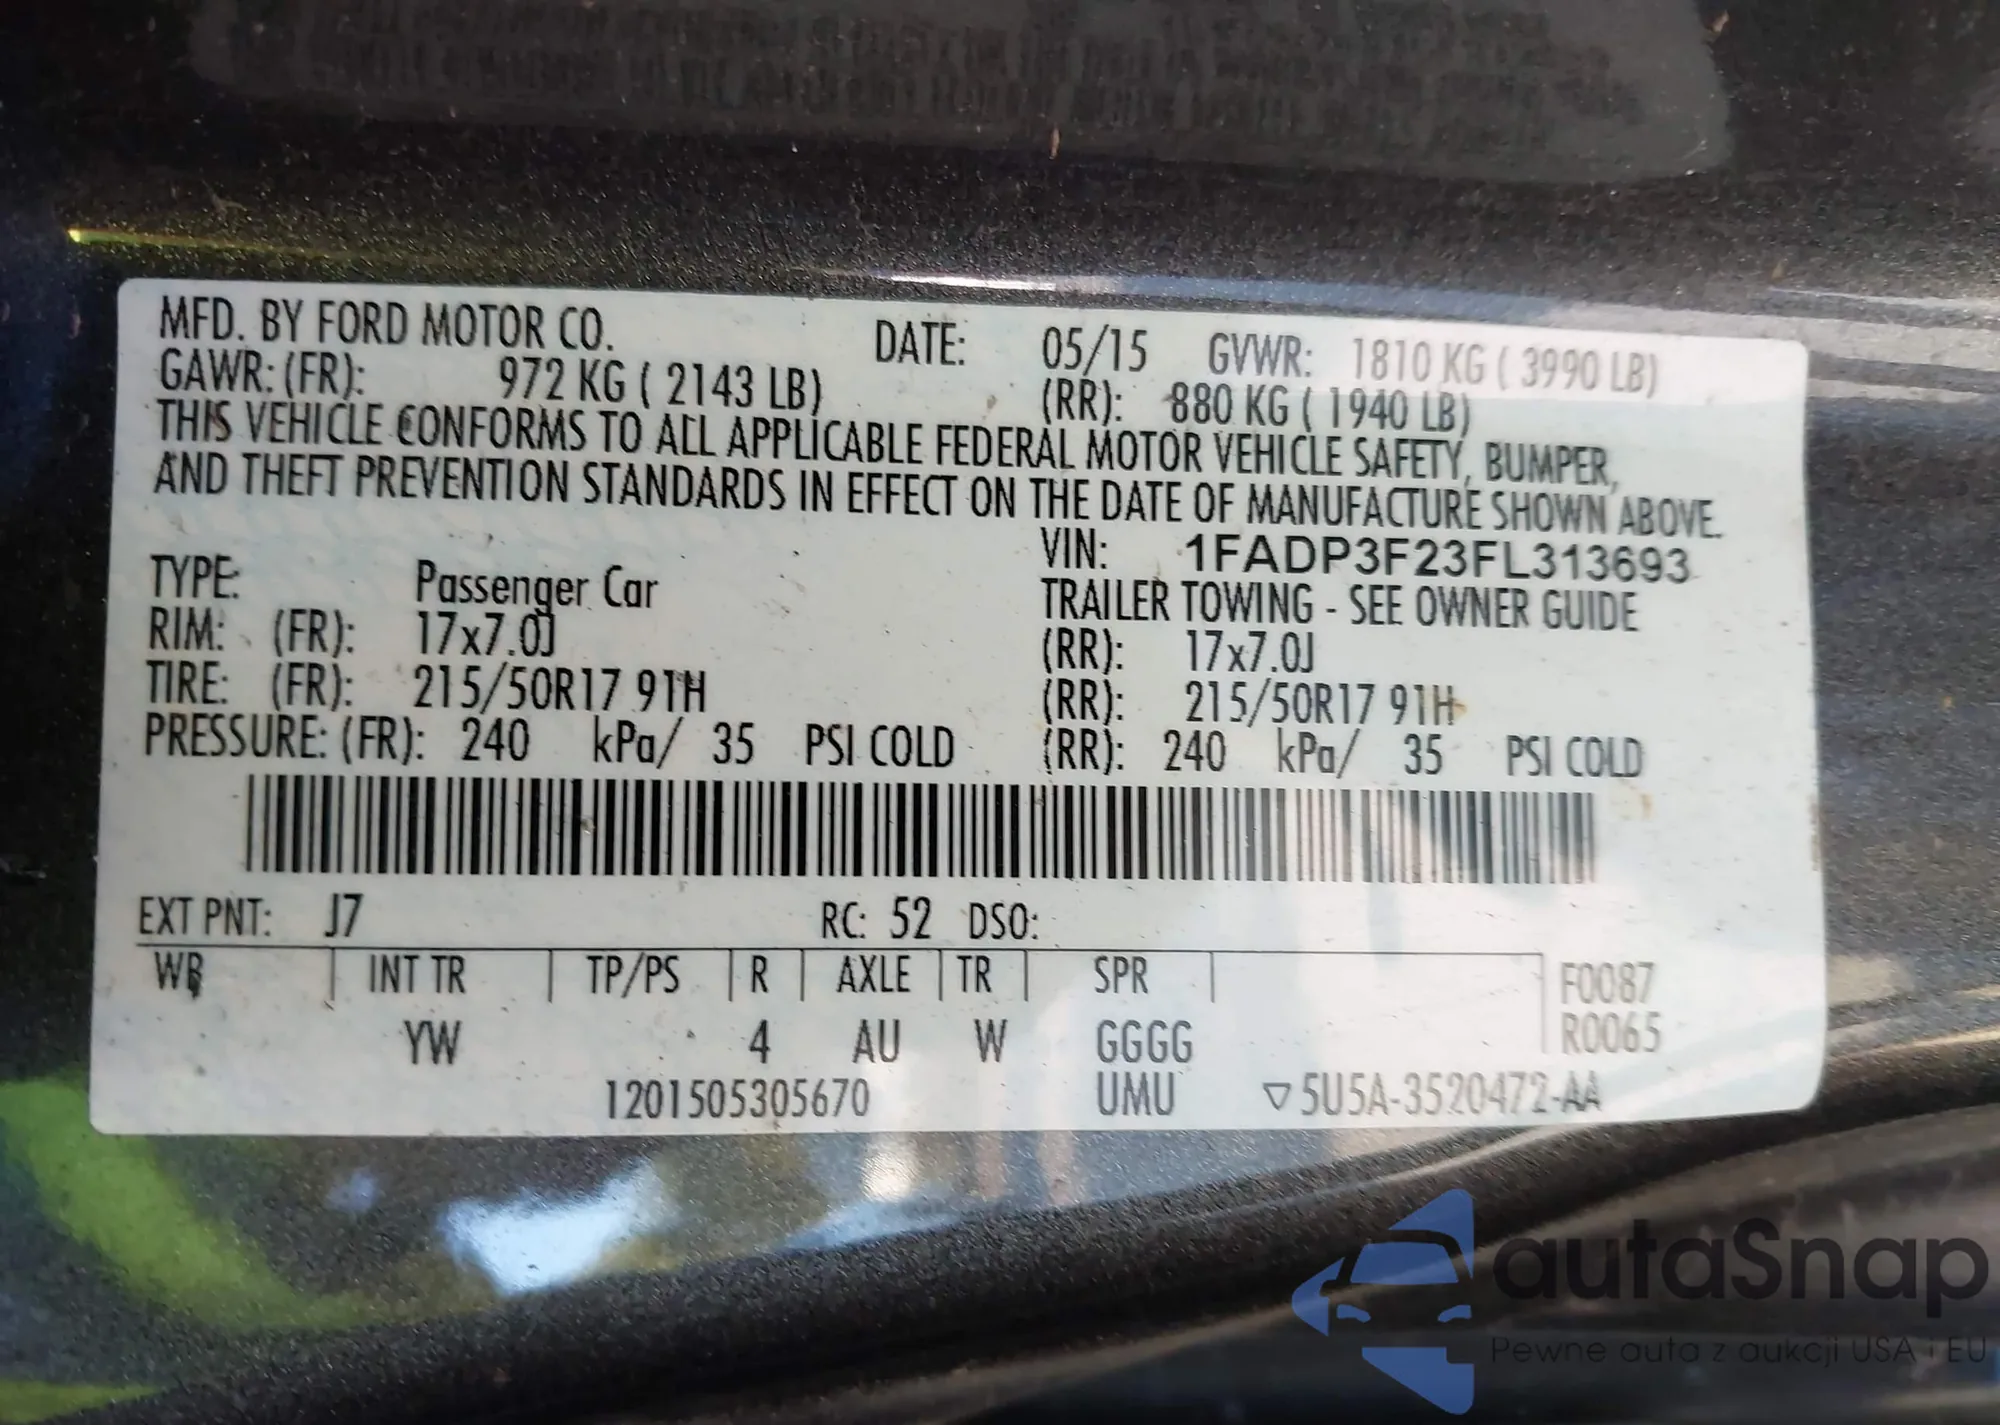 MFD. BY FORD MOTOR CO. DATE: 05/15 GVWR: 1810 KG ( 3990 LB)
GAWR: (FR): 972 KG ( 2143 LB) (RR): 880 KG ( 1940 LB)
THIS VEHICLE CONFORMS TO ALL APPLICABLE FEDERAL MOTOR VEHICLE SAFETY, BUMPER,
AND THEFT PREVENTION STANDARDS IN EFFECT ON THE DATE OF MANUFACTURE SHOWN ABOVE.
VIN: 1FADP3F23FL313693
TYPE: Passenger Car TRAILER TOWING - SEE OWNER GUIDE
RIM: (FR): 17x7.0J (RR): 17x7.0J
TIRE: (FR): 215/50R17 91H (RR): 215/50R17 91H
PRESSURE: (FR): 240 kPa/ 35 PSI COLD (RR): 240 kPa/ 35 PSI COLD
EXT PNT: J7 RC: 52 DSO:
WB INT TR TP/PS R AXLE TR SPR F0087
YW 4 AU W GGGG R0065
1201505305670 UMU ▽5U5A-3520472-AA
autaSnap
Pewne auta z aukcji USA i EU